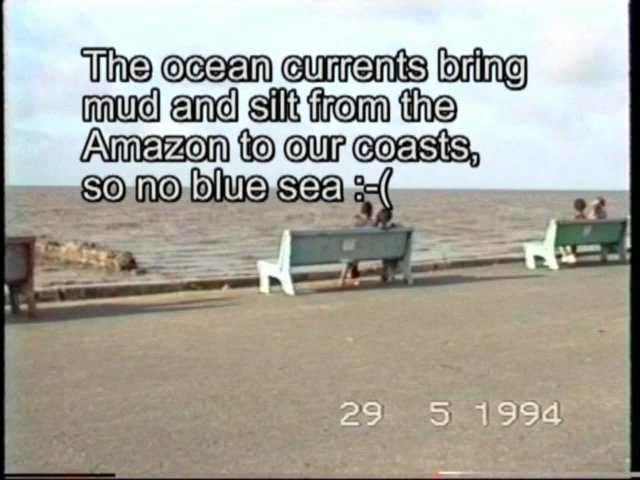 The ocean currents bring
mud and silt from the
Amazon to our coasts,
so no blue sea :-(
29 5 1994